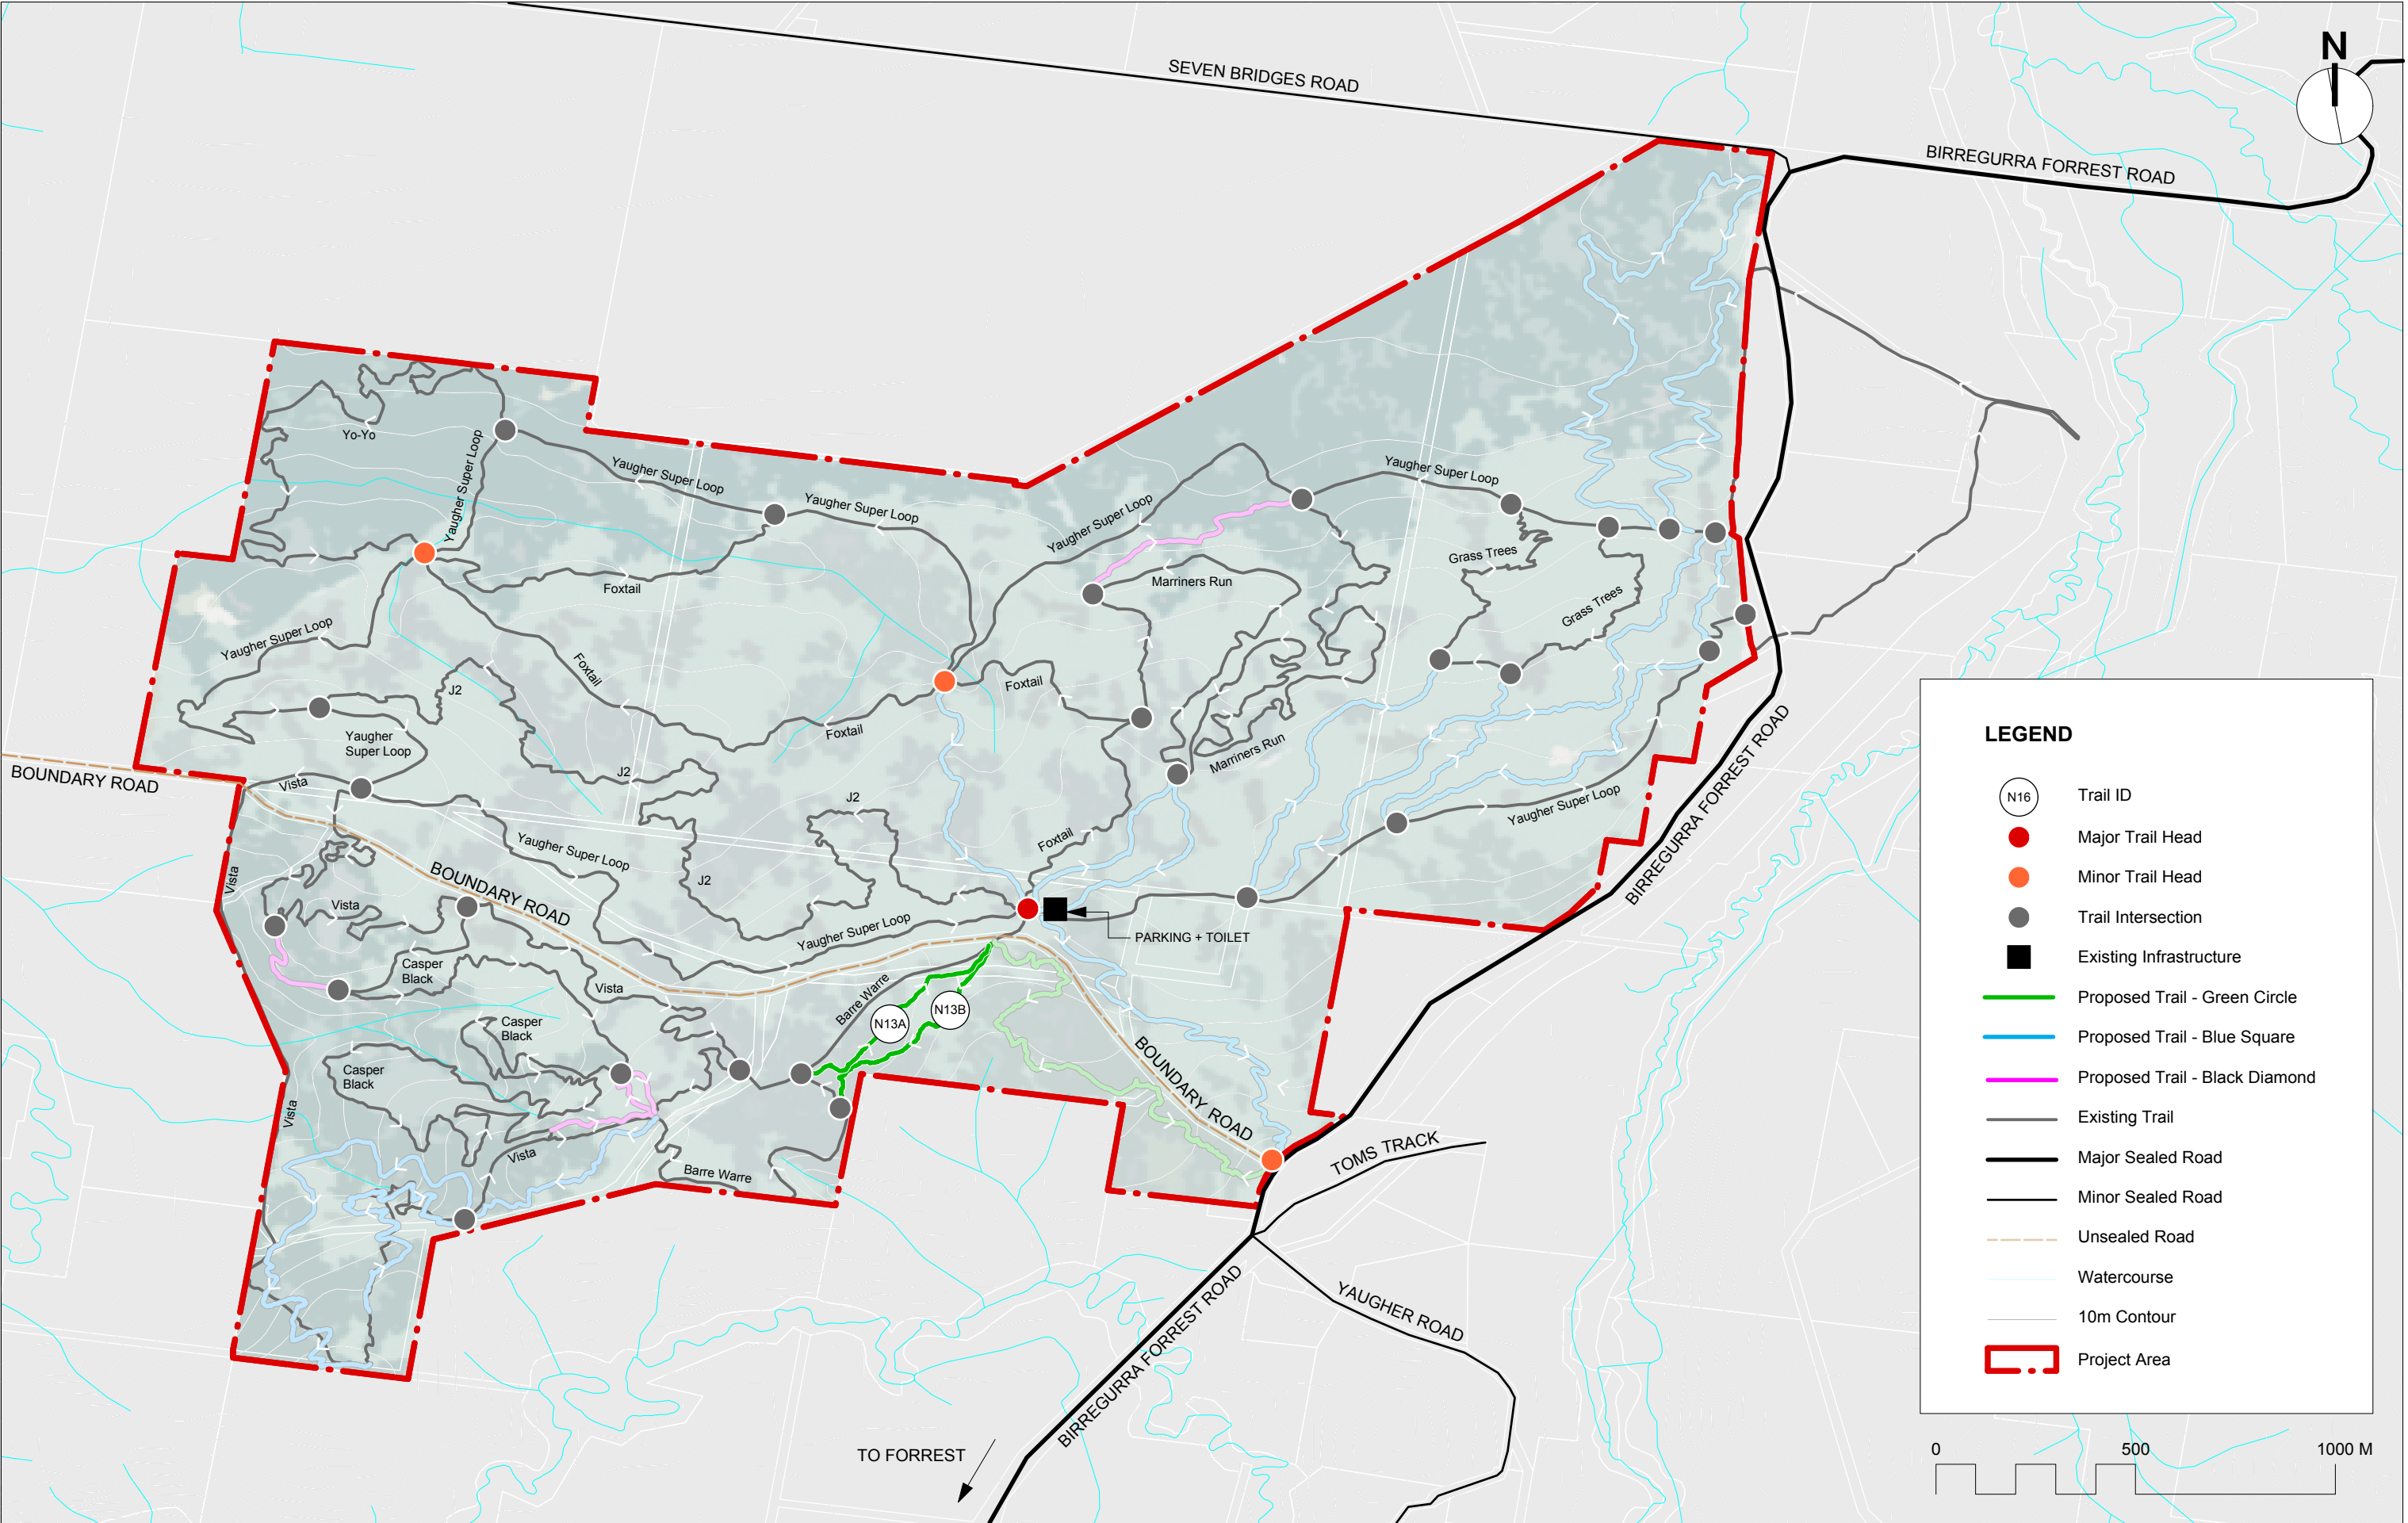 SEVEN BRIDGES ROAD
N
BIRREGURRA FORREST ROAD
Yo-Yo
Yaugher Super Loop
Yaugher Super Loop
Yaugher Super Loop
Yaugher Super Loop
Yaugher Super Loop
Grass Trees
Marriners Run
Foxtail
Grass Trees
Yaugher Super Loop
Foxtail
Foxtail
J2
Foxtail
Yaugher
Super Loop
Marriners Run
BOUNDARY ROAD
Vista
J2
J2
Yaugher Super Loop
BIRREGURRA FORREST ROAD
Foxtail
Yaugher Super Loop
Vista
BOUNDARY ROAD
J2
Vista
Yaugher Super Loop
PARKING + TOILET
Casper
Black
Vista
Barre Warre
N13A
N13B
Casper
Black
Casper
Black
Vista
BOUNDARY ROAD
Vista
Barre Warre
TOMS TRACK
YAUGHER ROAD
BIRREGURRA FORREST ROAD
TO FORREST
LEGEND
N16
Trail ID
Major Trail Head
Minor Trail Head
Trail Intersection
Existing Infrastructure
Proposed Trail - Green Circle
Proposed Trail - Blue Square
Proposed Trail - Black Diamond
Existing Trail
Major Sealed Road
Minor Sealed Road
Unsealed Road
Watercourse
10m Contour
Project Area
0 500 1000 M